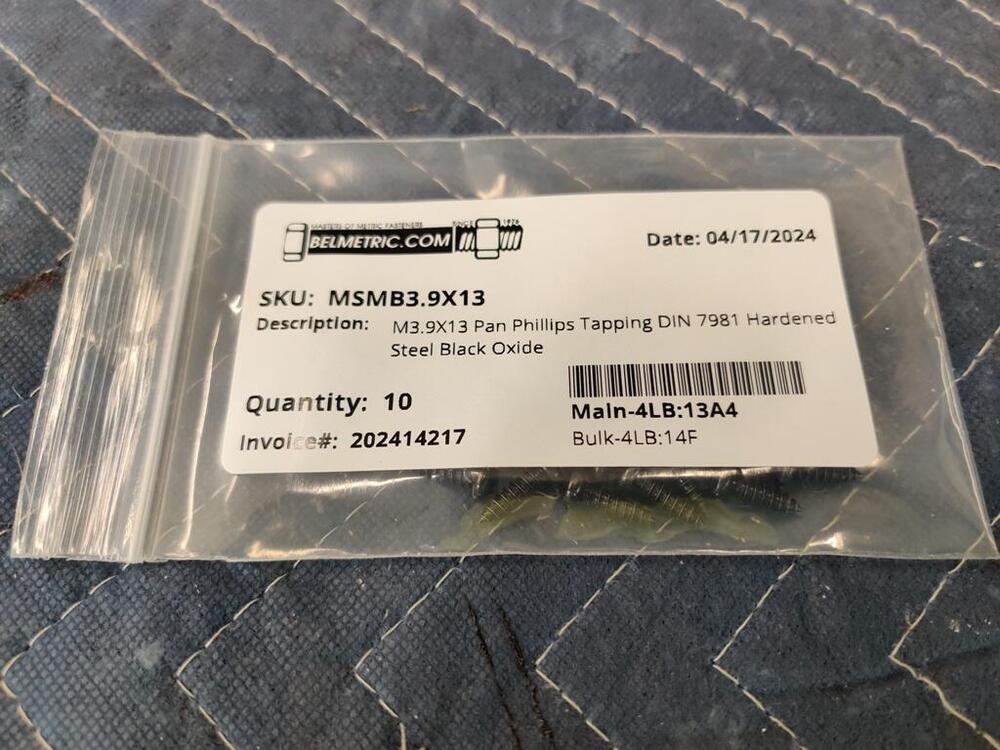 MASTERS OF METRIC FASTENERS SINCE 1976
BELMETRIC.COM
Date: 04/17/2024
SKU: MSMB3.9X13
Description: M3.9X13 Pan Phillips Tapping DIN 7981 Hardened
Steel Black Oxide
Quantity: 10
Main-4LB:13A4
Invoice#: 202414217
Bulk-4LB:14F